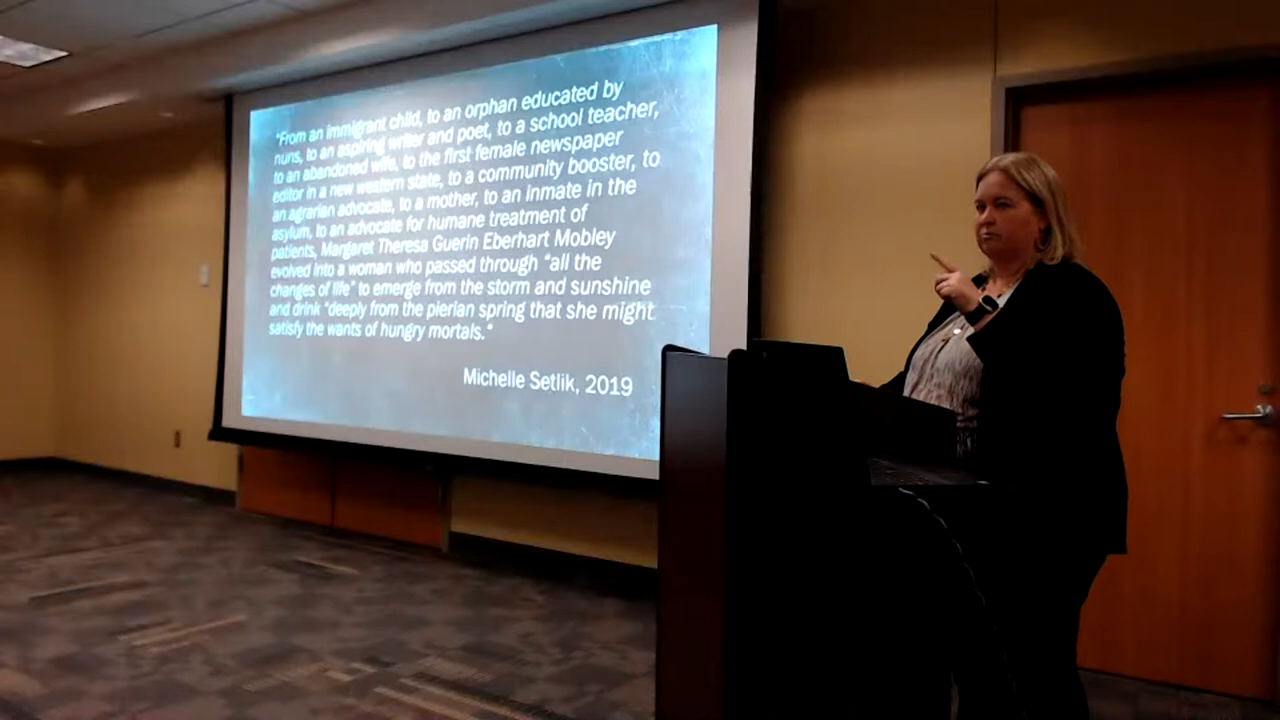 "From an immigrant child, to an orphan educated by
nuns, to an aspiring writer and poet, to a school teacher,
to an abandoned wife, to the first female newspaper
editor in a new western state, to a community booster, to
an agrarian advocate, to a mother, to an inmate in the
asylum, to an advocate for humane treatment of
patients, Margaret Theresa Guerin Eberhart Mobley
evolved into a woman who passed through "all the
changes of life" to emerge from the storm and sunshine
and drink "deeply from the pierian spring that she might
satisfy the wants of hungry mortals."
Michelle Setlik, 2019